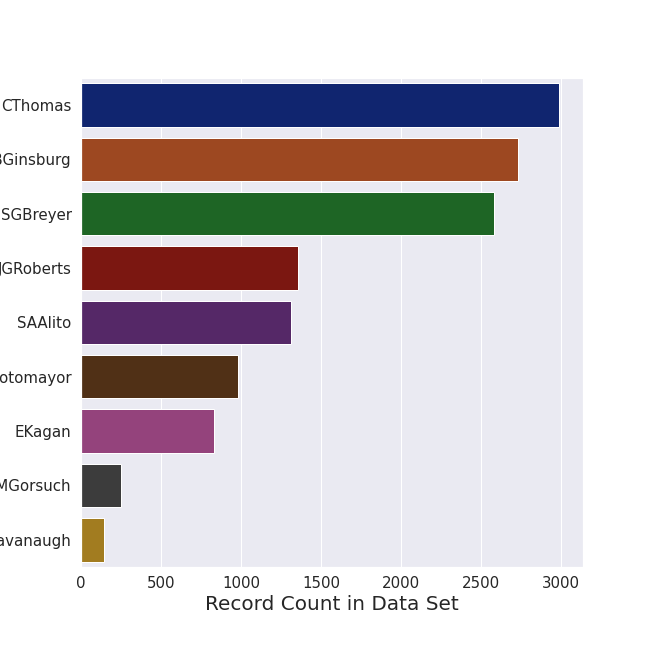 CThomas
BGinsburg
SGBreyer
JGRoberts
SAAlito
otomayor
EKagan
MGorsuch
avanaugh
0 500 1000 1500 2000 2500 3000
Record Count in Data Set